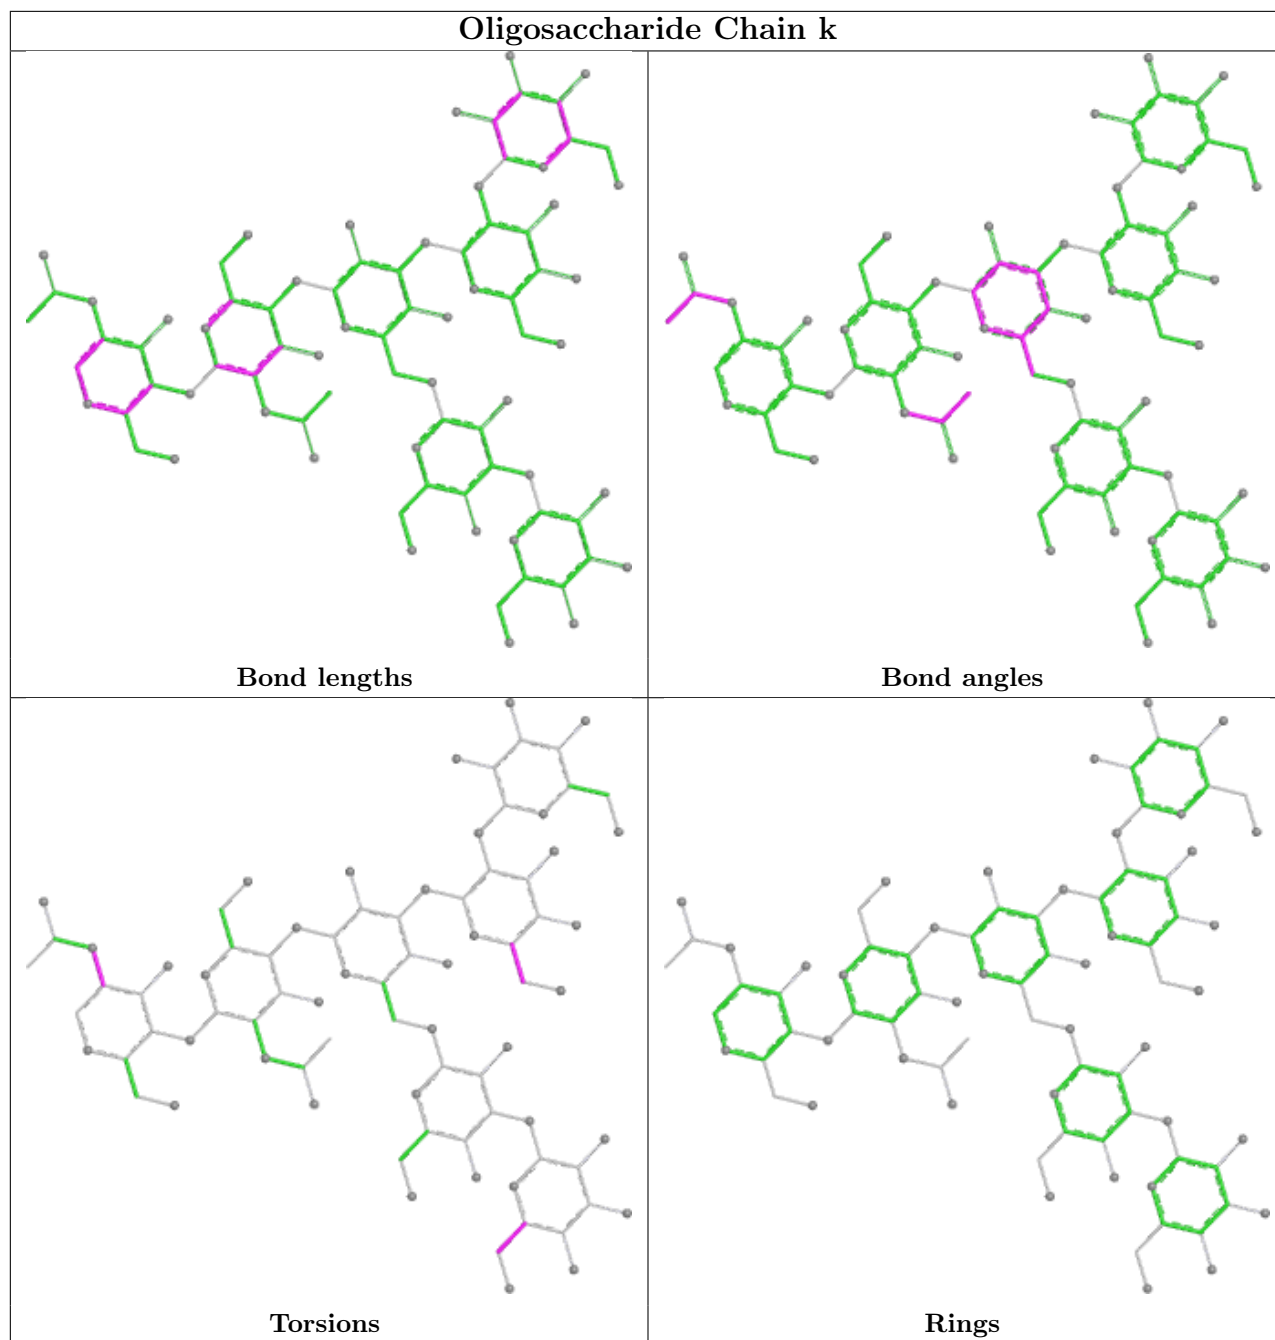 Oligosaccharide Chain k
Bond lengths
Bond angles
Torsions
Rings